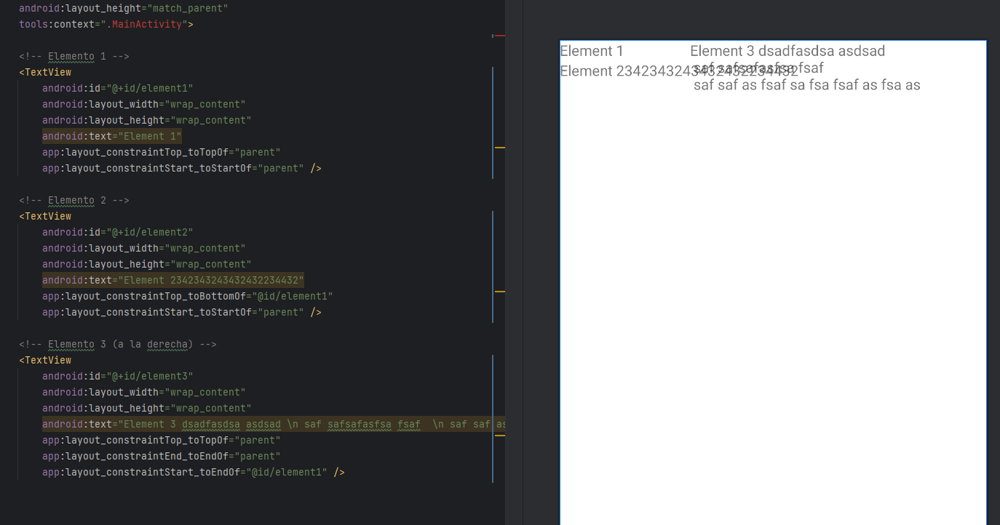 android:layout_height="match_parent"
tools:context=".MainActivity">
<!-- Elemento 1 -->
<TextView
android:id="@+id/element1"
android:layout_width="wrap_content"
android:layout_height="wrap_content"
android:text="Element 1"
app:layout_constraintTop_toTopOf="parent"
app:layout_constraintStart_toStartOf="parent" />
<!-- Elemento 2 -->
<TextView
android:id="@+id/element2"
android:layout_width="wrap_content"
android:layout_height="wrap_content"
android:text="Element 2342343243432432234432"
app:layout_constraintTop_toBottomOf="@id/element1"
app:layout_constraintStart_toStartOf="parent" />
<!-- Elemento 3 (a la derecha) -->
<TextView
android:id="@+id/element3"
android:layout_width="wrap_content"
android:layout_height="wrap_content"
android:text="Element 3 dsadfasdsa asdsad \n saf safsafasfsa fsaf  \n saf saf as
app:layout_constraintTop_toTopOf="parent"
app:layout_constraintEnd_toEndOf="parent"
app:layout_constraintStart_toEndOf="@id/element1" />
Element 1
Element 2342343243432432234432
Element 3 dsadfasdsa asdsad
saf safsafasfsa fsaf
saf saf as fsaf sa fsa fsaf as fsa as